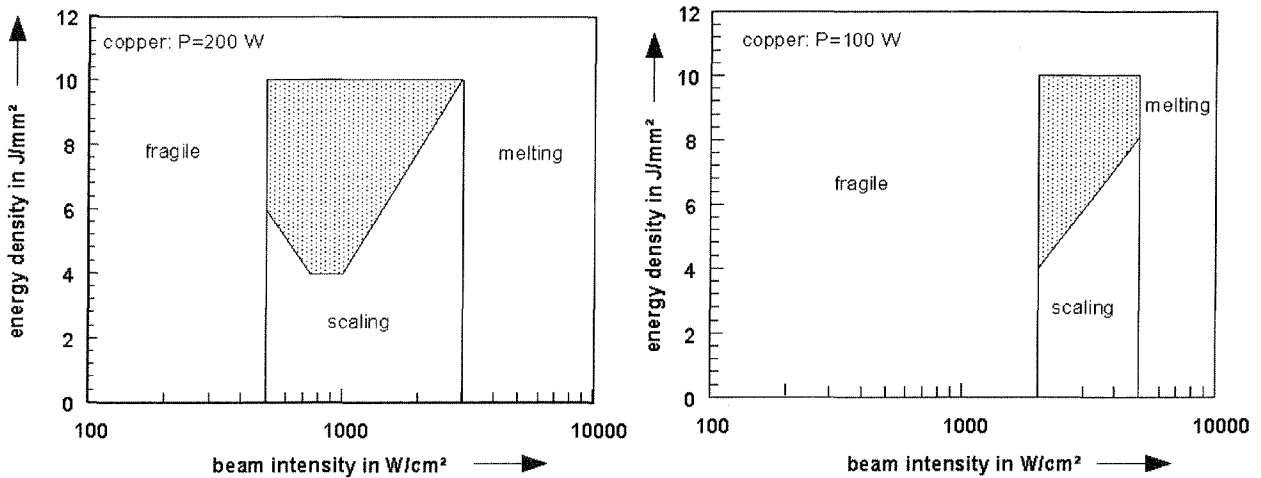 copper: P=200 W
12
10
8
6
4
2
0
energy density in J/mm²
fragile
melting
scaling
100
1000
10000
beam intensity in W/cm²
copper: P=100 W
12
10
8
6
4
2
0
energy density in J/mm²
fragile
melting
scaling
100
1000
10000
beam intensity in W/cm²